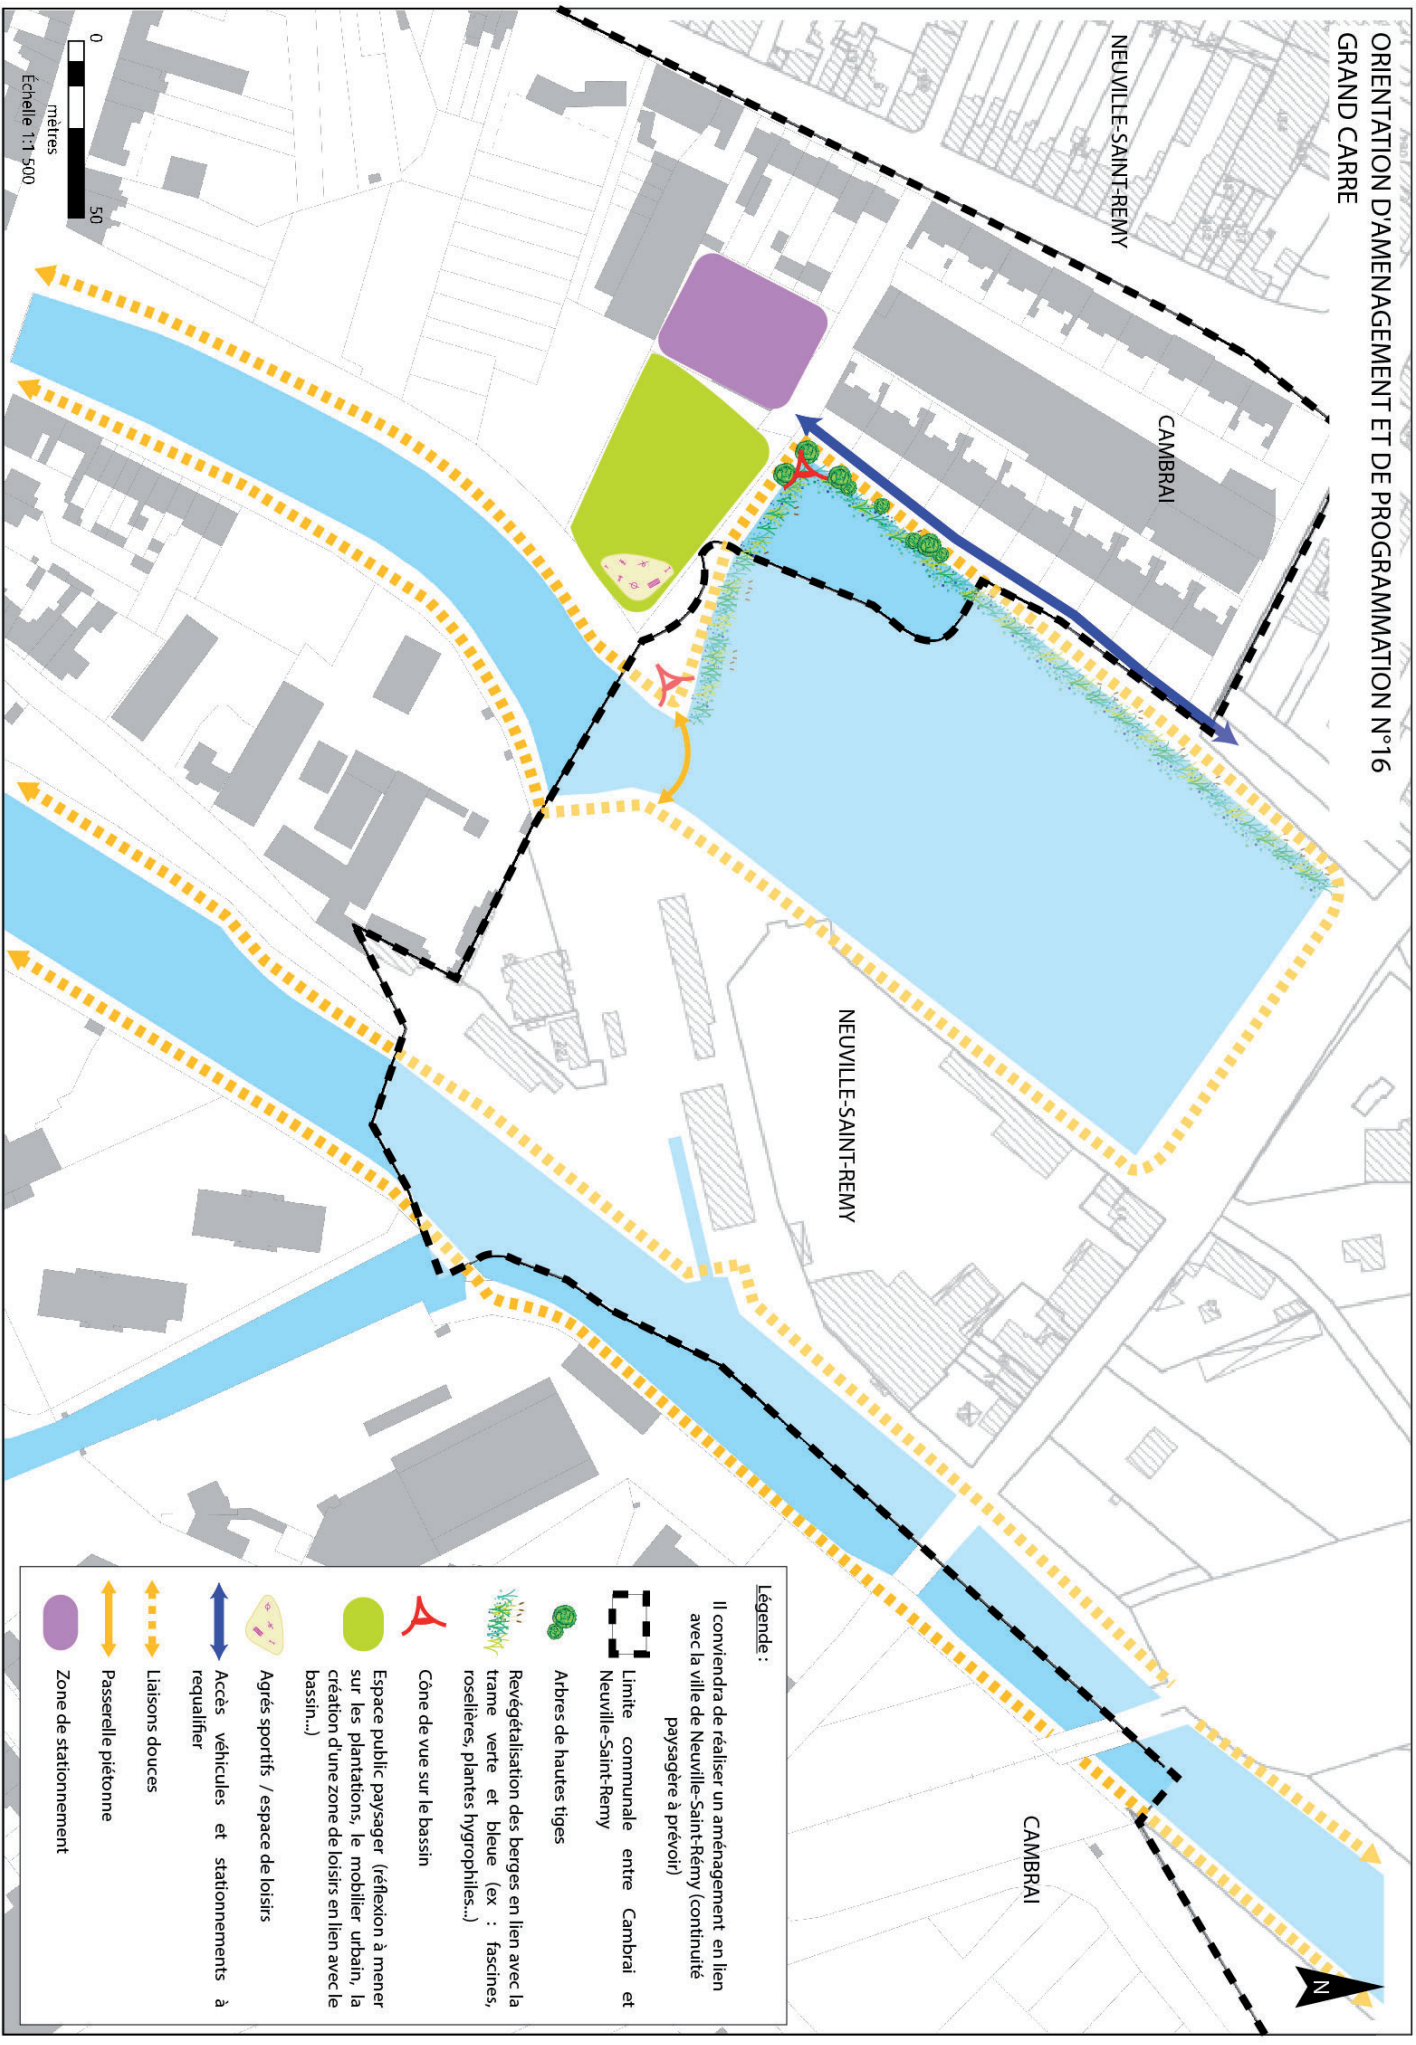 ORIENTATION D'AMENAGEMENT ET DE PROGRAMMATION N°16
GRAND CARRE
NEUVILLE-SAINT-REMY
CAMBRAI
NEUVILLE-SAINT-REMY
CAMBRAI
N
0
50
mètres
Échelle 1:1 500
Légende :
Il conviendra de réaliser un aménagement en lien
avec la ville de Neuville-Saint-Rémy (continuité
paysagère à prévoir)
Limite communale entre Cambrai et
Neuville-Saint-Remy
Arbres de hautes tiges
Revégétalisation des berges en lien avec la
trame verte et bleue (ex : fascines,
roselières, plantes hygrophiles...)
Cône de vue sur le bassin
Espace public paysager (réflexion à mener
sur les plantations, le mobilier urbain, la
création d'une zone de loisirs en lien avec le
bassin...)
Agrés sportifs / espace de loisirs
Accès véhicules et stationnements à
requalifier
Liaisons douces
Passerelle piétonne
Zone de stationnement